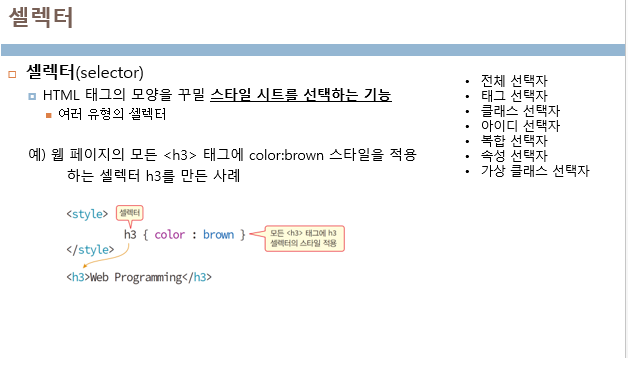 셀렉터
셀렉터(selector)
HTML 태그의 모양을 꾸밀 스타일 시트를 선택하는 기능
여러 유형의 셀렉터
예) 웹 페이지의 모든 <h3> 태그에 color:brown 스타일을 적용
하는 셀렉터 h3를 만든 사례
<style>
셀렉터
h3 { color : brown }
모든 <h3> 태그에 h3
셀렉터의 스타일 적용
</style>
<h3>Web Programming</h3>
• 전체 선택자
• 태그 선택자
• 클래스 선택자
• 아이디 선택자
• 복합 선택자
• 속성 선택자
• 가상 클래스 선택자